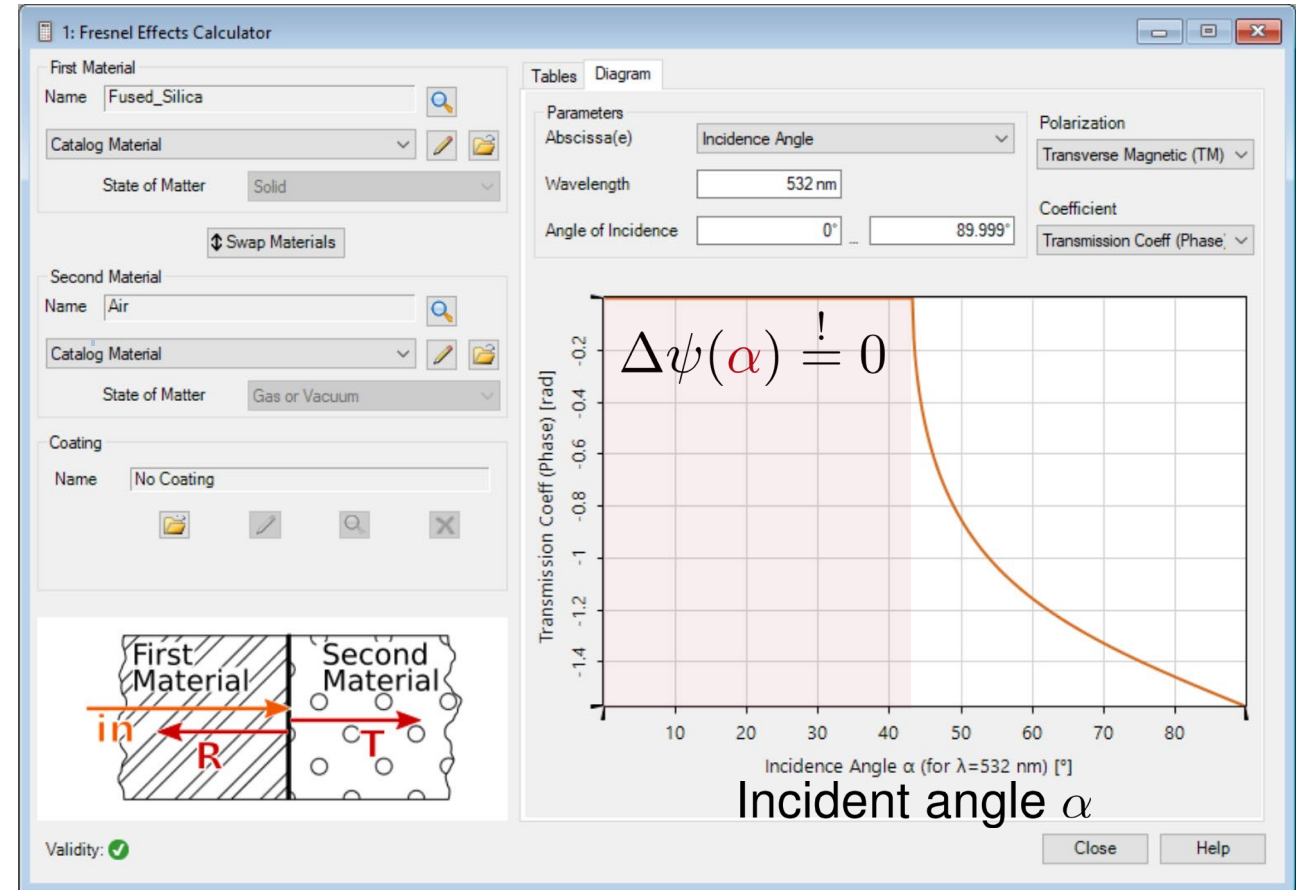 1: Fresnel Effects Calculator
First Material
Name Fused_Silica
Catalog Material
State of Matter Solid
Swap Materials
Second Material
Name Air
Catalog Material
State of Matter Gas or Vacuum
Coating
Name No Coating
First Material
Second Material
in
R
T
Validity:
Tables Diagram
Parameters
Abscissa(e) Incidence Angle
Wavelength 532 nm
Angle of Incidence 0° ... 89.999°
Polarization
Transverse Magnetic (TM)
Coefficient
Transmission Coeff (Phase)
Δψ(α) =! 0
Transmission Coeff (Phase) [rad]
-0.2
-0.4
-0.6
-0.8
-1
-1.2
-1.4
10 20 30 40 50 60 70 80
Incidence Angle α (for λ=532 nm) [°]
Incident angle α
Close Help